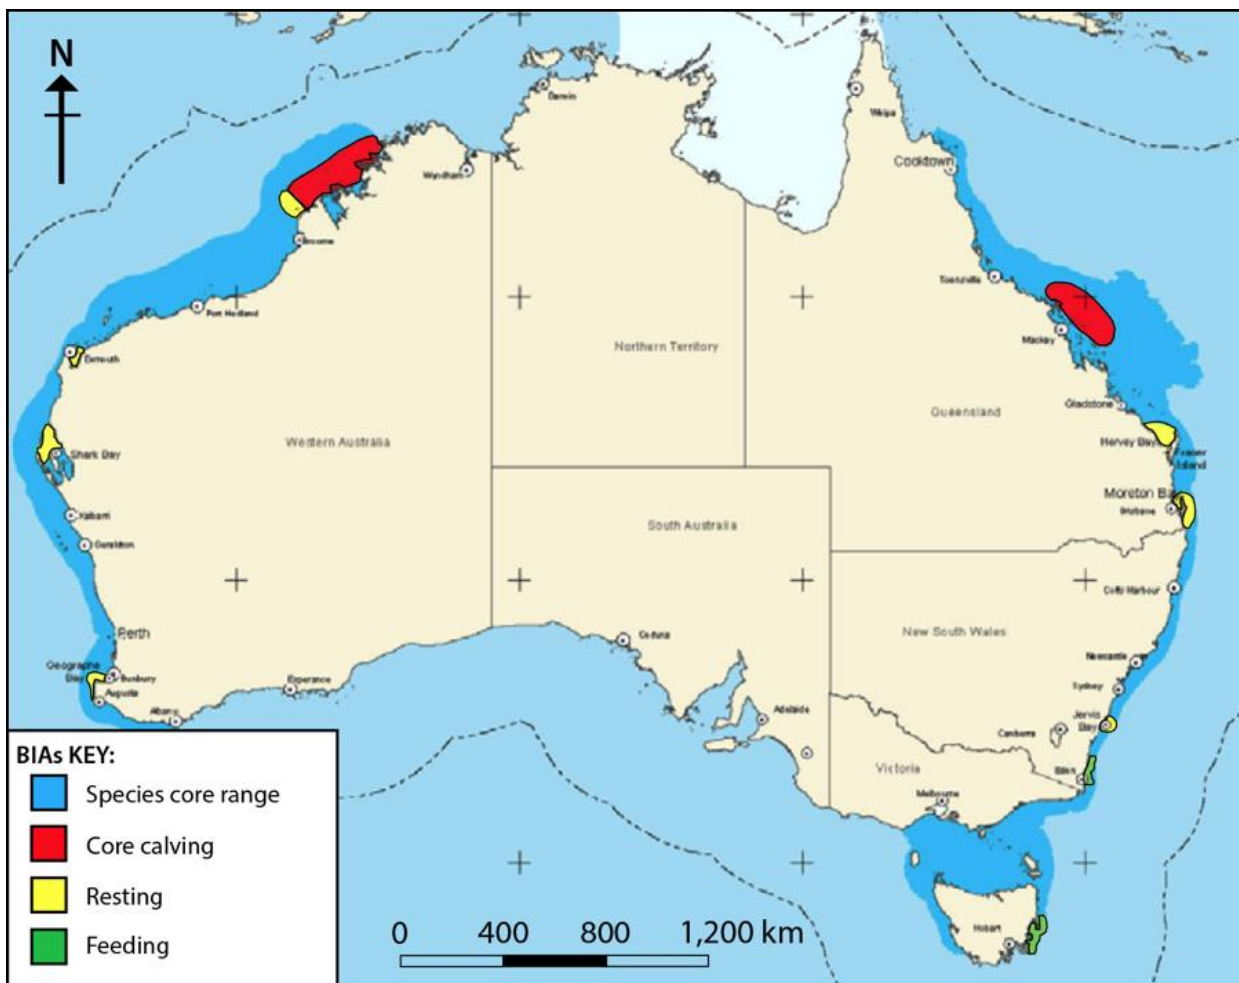 N
Darwin
Weipa
Cooktown
Wyndham
Broome
Townsville
Port Hedland
Mackay
Northern Territory
Exmouth
Gladstone
Queensland
Western Australia
Hervey Bay
Fraser
Island
Shark Bay
Moreton Ba
Brisbane
Kalbarri
South Australia
Geraldton
Coffs Harbour
Perth
New South Wales
Ceduna
Newcastle
Geographe
Bay
Bunbury
Esperance
Sydney
Augusta
Albany
Adelaide
Jervis
Bay
Canberra
BIAs KEY:
Species core range
Victoria
Eden
Melbourne
Core calving
Resting
Hobart
Feeding
0 400 800 1,200 km